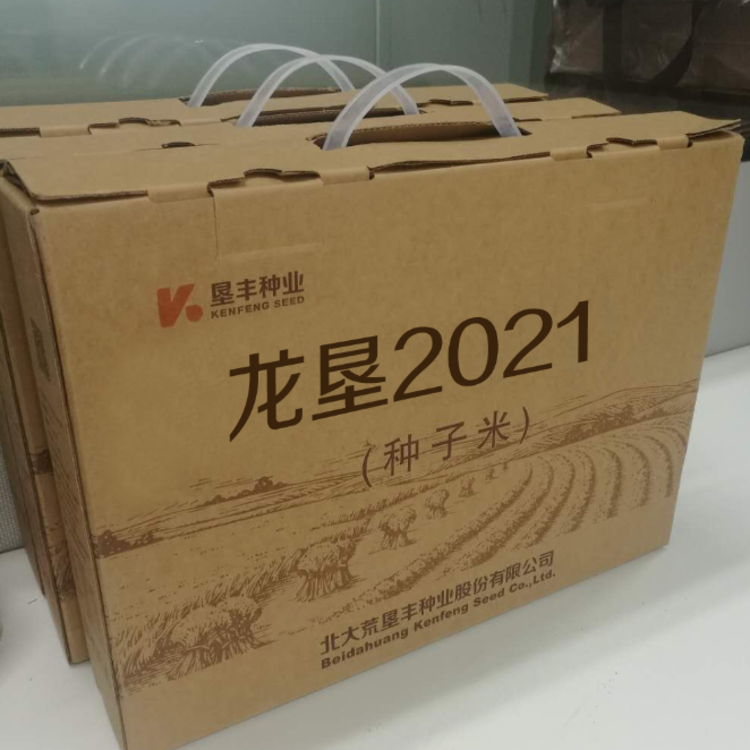 垦丰种业
KENFENG SEED
龙垦2021
(种子米)
北大荒垦丰种业股份有限公司
Beidahuang Kenfeng Seed Co.,Ltd.